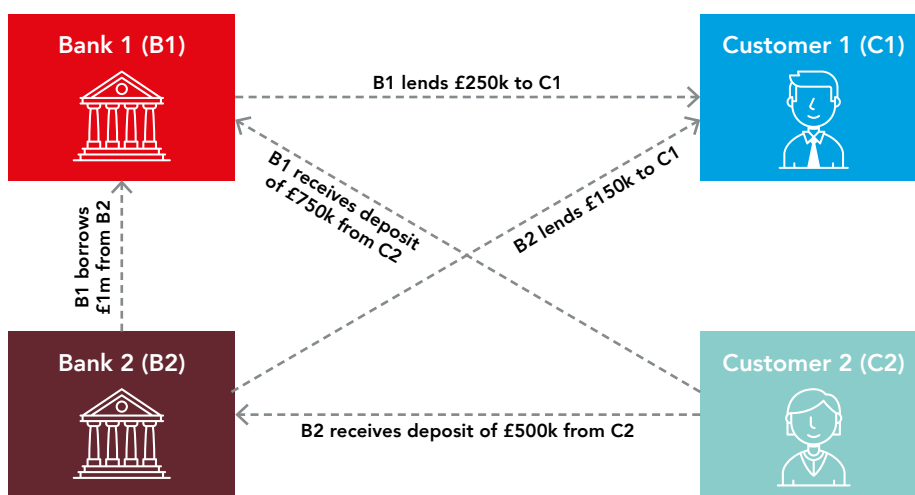 Bank 1 (B1)
Customer 1 (C1)
B1 lends £250k to C1
B1 receives deposit
of £750k from C2
B2 lends £150k to C1
B1 borrows
£1m from B2
Bank 2 (B2)
Customer 2 (C2)
B2 receives deposit of £500k from C2